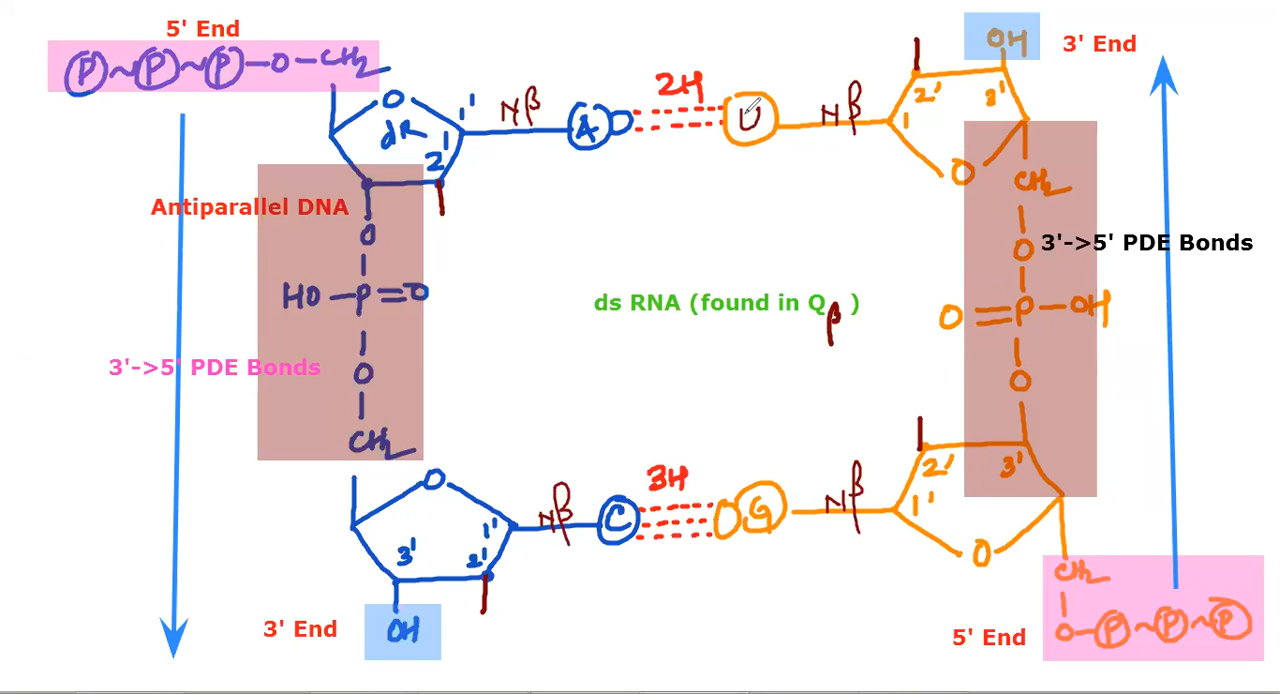 5' End
P~P~P-O-CH2
OH
3' End
2H
O
dR
1'
1
2
Nβ
A
U
Nβ
1
2'
3'
O
CH2
Antiparallel DNA
O
HO-P=O
O
CH2
3'->5' PDE Bonds
ds RNA (found in Qβ)
3'->5' PDE Bonds
O
O=P-OH
O
3H
O
3'
2'
1'
Nβ
C
G
Nβ
1'
2'
3'
O
OH
3' End
CH2
O-P~P~P
5' End